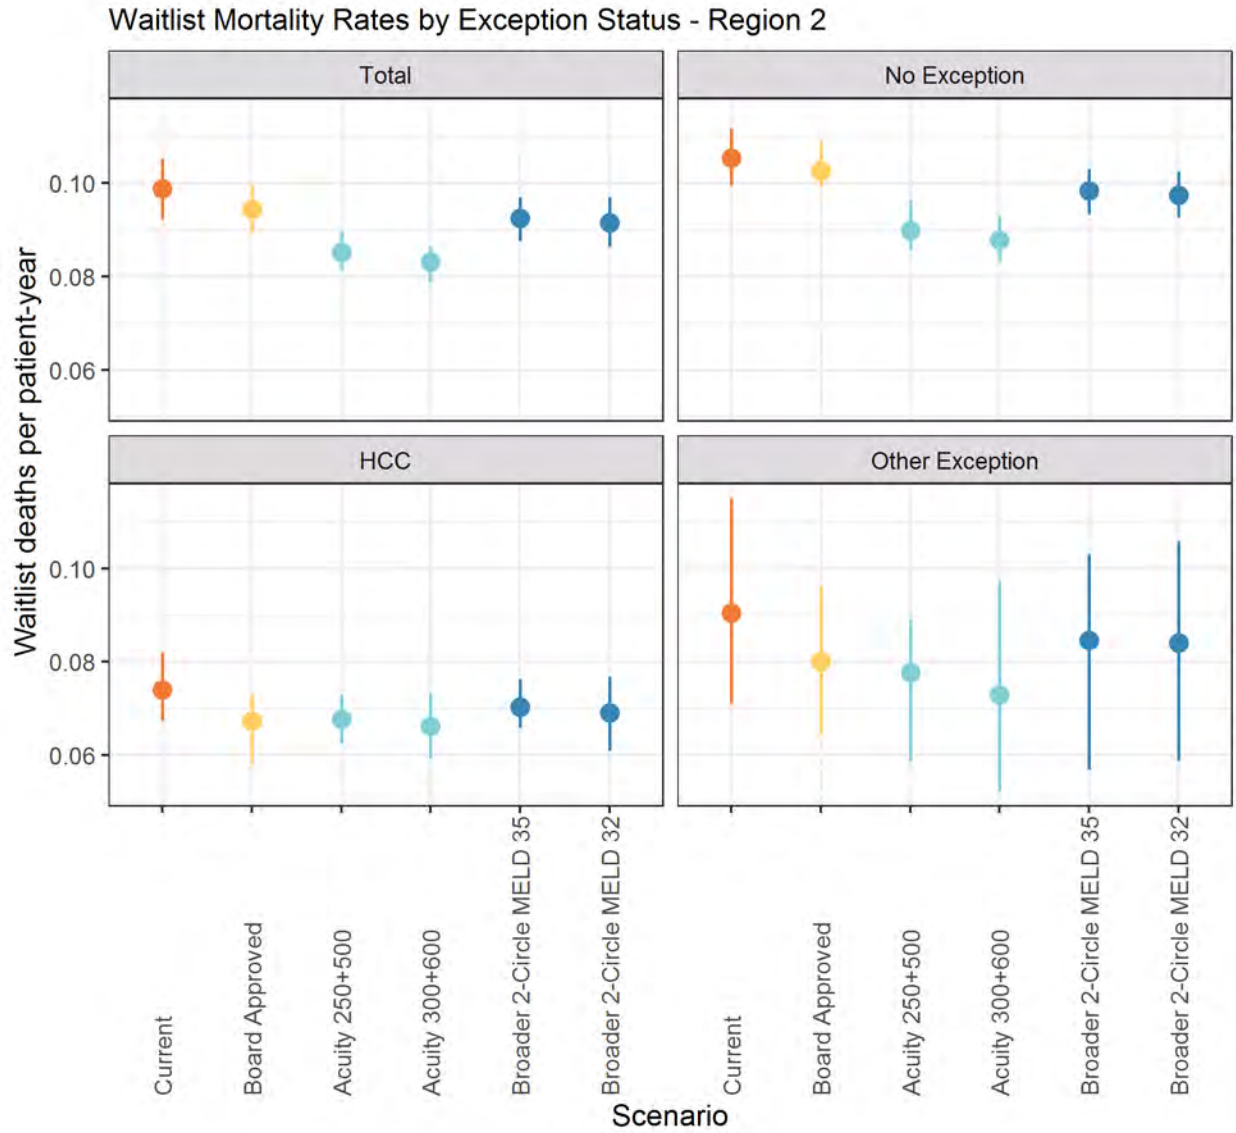 Waitlist Mortality Rates by Exception Status - Region 2
Total
No Exception
0.10
0.08
0.06
HCC
Other Exception
0.10
0.08
0.06
Waitlist deaths per patient-year
Current
Board Approved
Acuity 250+500
Acuity 300+600
Broader 2-Circle MELD 35
Broader 2-Circle MELD 32
Current
Board Approved
Acuity 250+500
Acuity 300+600
Broader 2-Circle MELD 35
Broader 2-Circle MELD 32
Scenario